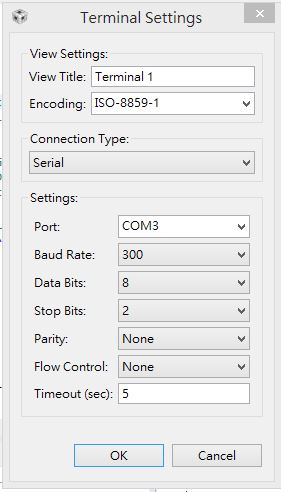 Terminal Settings
View Settings:
View Title: Terminal 1
Encoding: ISO-8859-1
Connection Type:
Serial
Settings:
Port: COM3
Baud Rate: 300
Data Bits: 8
Stop Bits: 2
Parity: None
Flow Control: None
Timeout (sec): 5
OK Cancel